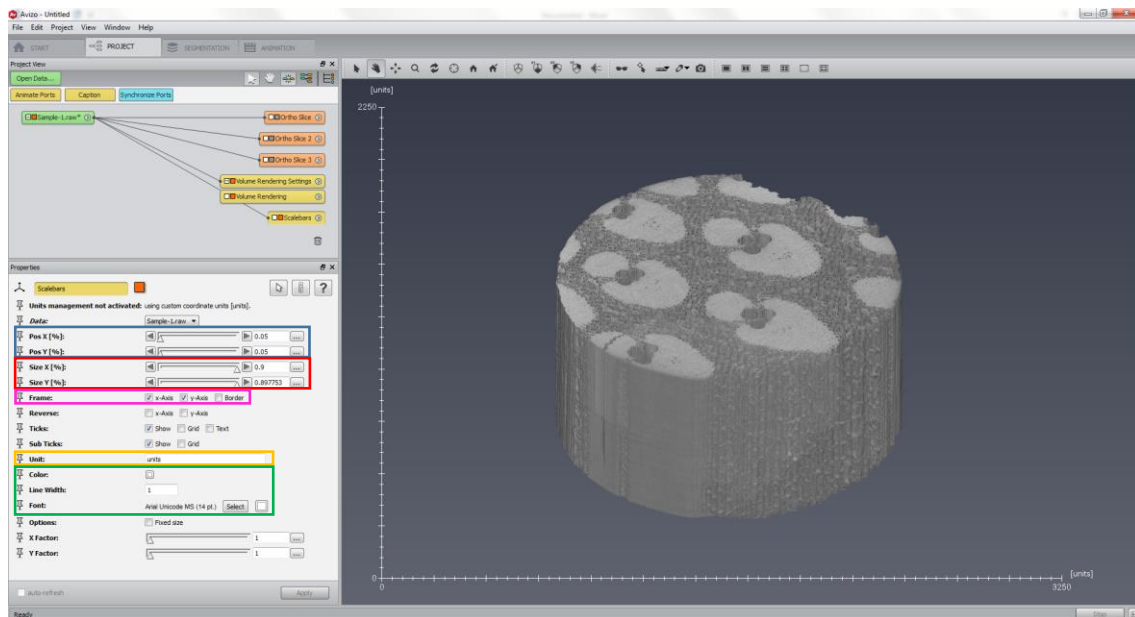 Avizo - Untitled
File Edit Project View Window Help
START PROJECT SEGMENTATION ANIMATION
Project View
Open Data...
Animate Ports Caption Synchronize Ports
Sample-1.raw*
Ortho Slice
Ortho Slice 2
Ortho Slice 3
Volume Rendering Settings
Volume Rendering
Scalebars
Properties
Scalebars
?
Units management not activated: using custom coordinate units [units].
Data: Sample-1.raw
Pos X [%]: 0.05 ...
Pos Y [%]: 0.05 ...
Size X [%]: 0.9 ...
Size Y [%]: 0.897753 ...
Frame: x-Axis y-Axis Border
Reverse: x-Axis y-Axis
Ticks: Show Grid Text
Sub Ticks: Show Grid
Unit: units
Color:
Line Width: 1
Font: Arial Unicode MS (14 pt.) Select
Options: Fixed size
X Factor: 1 ...
Y Factor: 1 ...
auto-refresh Apply
Ready
[units]
2250
0
0
3250
[units]
Stop